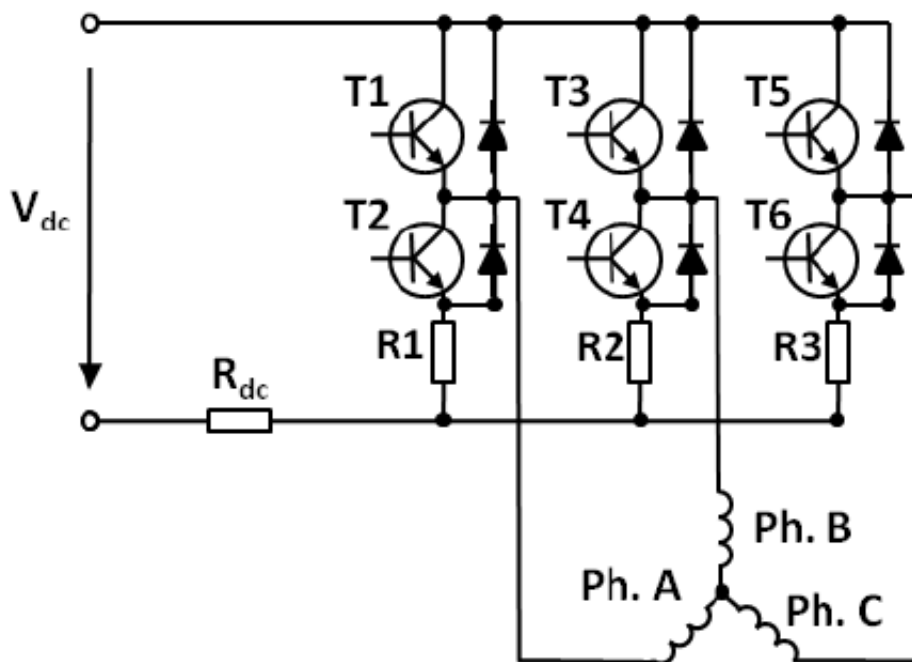 T1
T3
T5
V_dc
T2
T4
T6
R1
R2
R3
R_dc
Ph. B
Ph. A
Ph. C